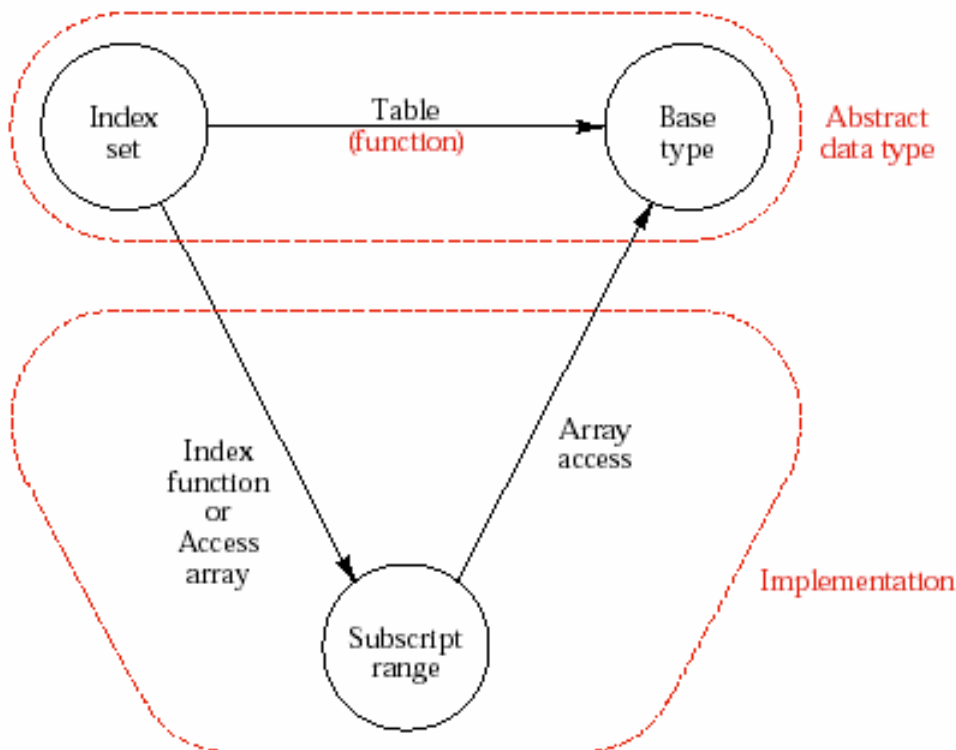 Index
set
Table
(function)
Base
type
Abstract
data type
Index
function
or
Access
array
Array
access
Implementation
Subscript
range